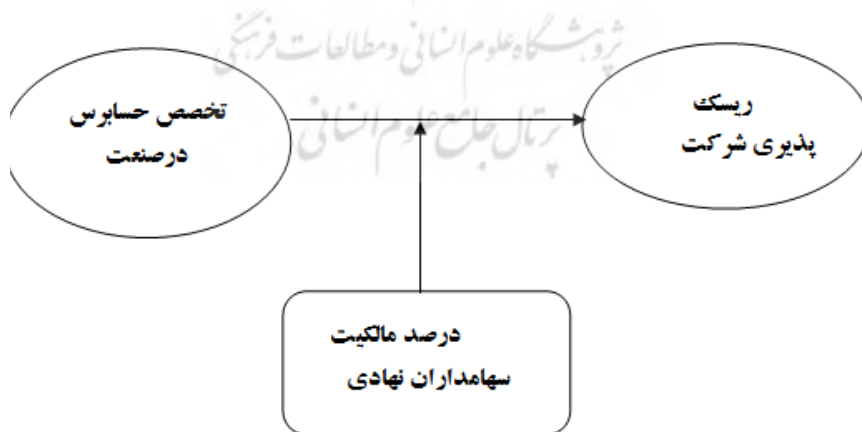 پژوهشگاه علوم انسانی و مطالعات فرهنگی
پرتال جامع علوم انسانی
ریسک
پذیری شرکت
تخصص حسابرس
درصنعت
درصد مالکیت
سهامداران نهادی